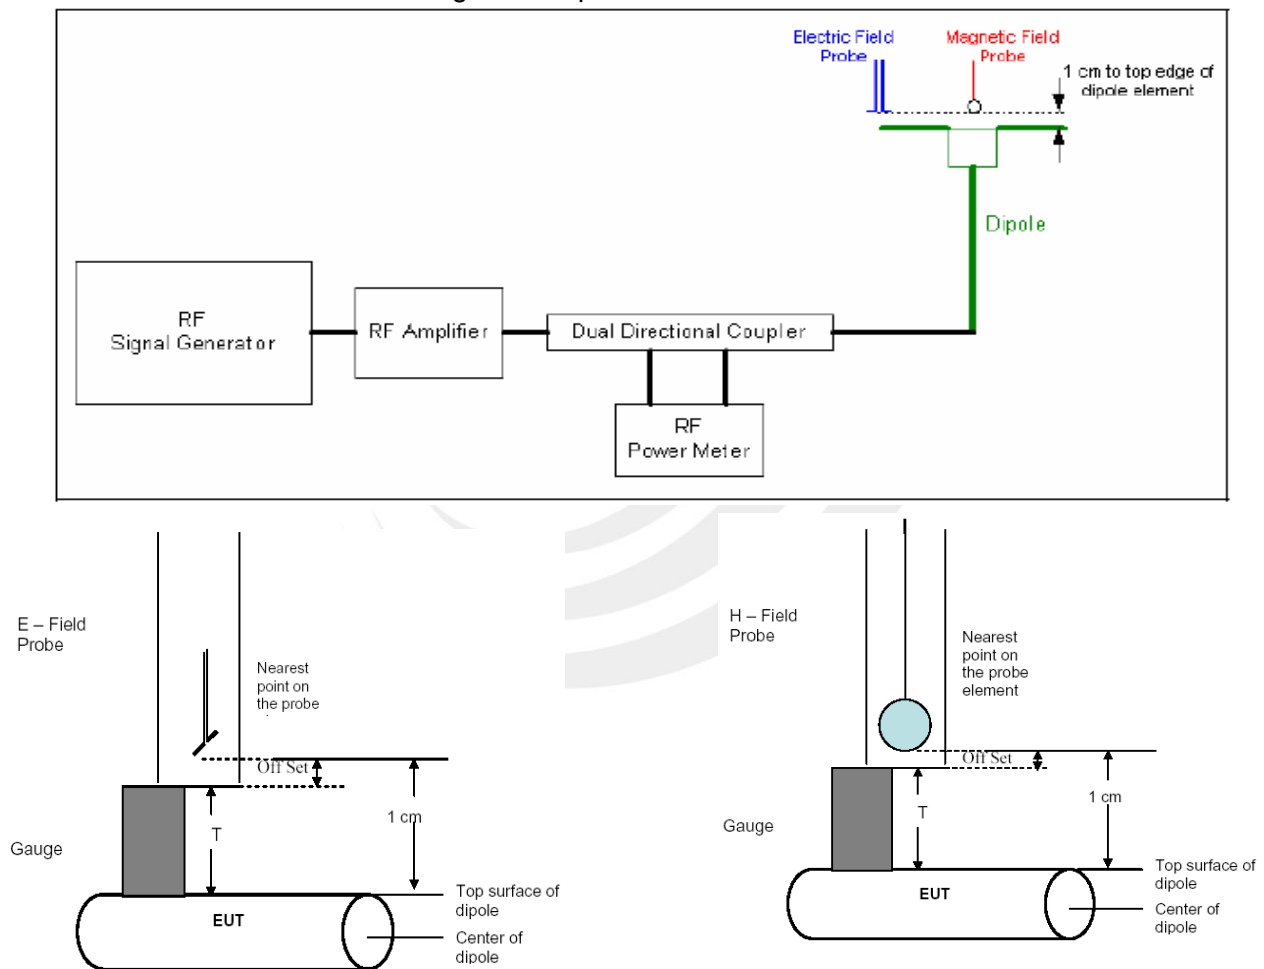 Electric Field
Probe
Magnetic Field
Probe
1 cm to top edge of
dipole element
Dipole
RF
Signal Generator
RF Amplifier
Dual Directional Coupler
RF
Power Meter
E – Field
Probe
Nearest
point on
the probe
Off Set
1 cm
T
Gauge
EUT
Top surface of
dipole
Center of
dipole
H – Field
Probe
Nearest
point on
the probe
element
Off Set
1 cm
T
Gauge
EUT
Top surface of
dipole
Center of
dipole